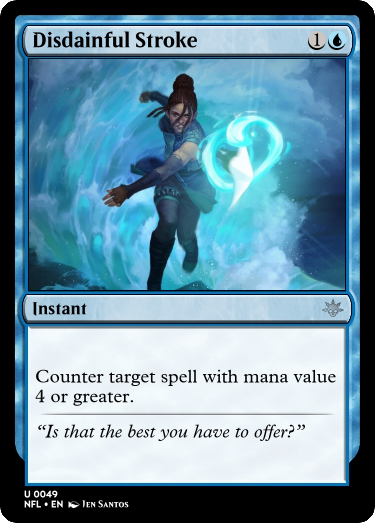 Disdainful Stroke 1
Instant
Counter target spell with mana value
4 or greater.
“Is that the best you have to offer?”
U 0049
NFL • EN Jen Santos